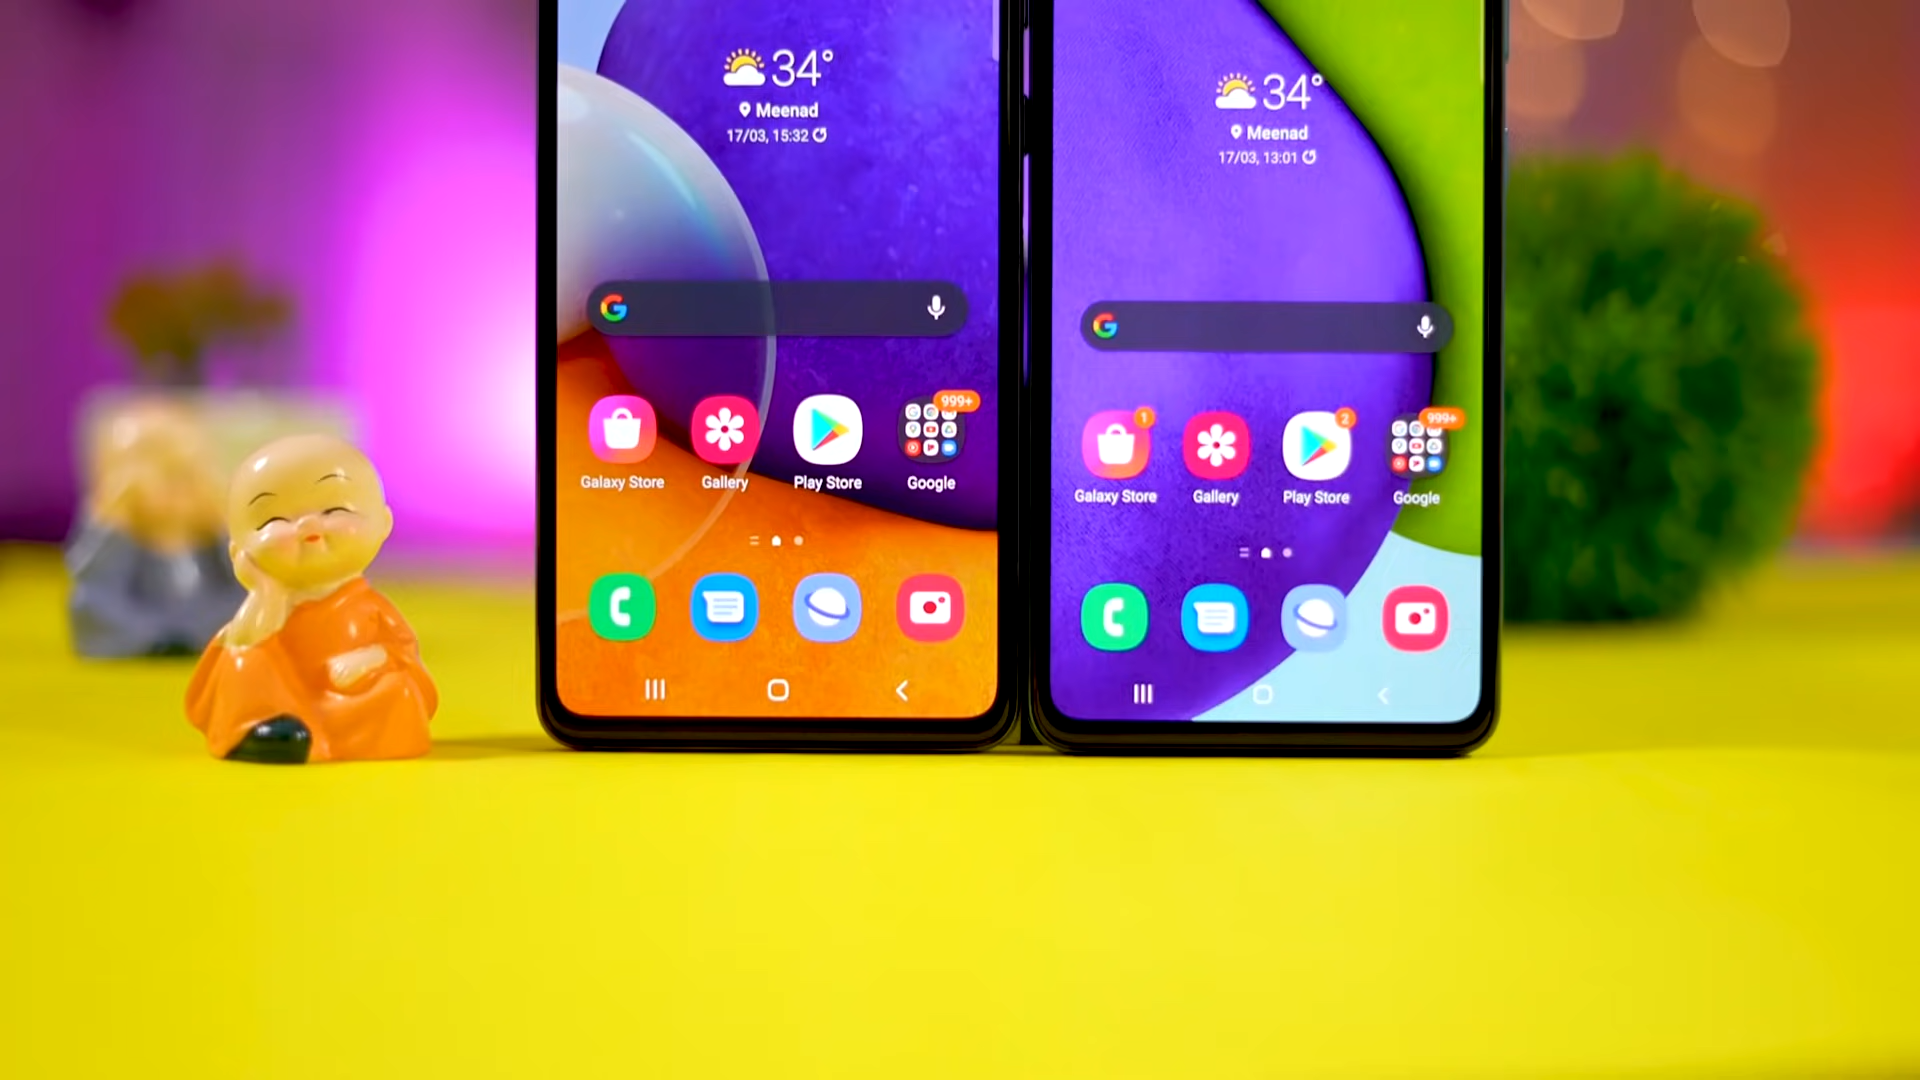 34°
Meenad
17/03, 15:32
G
999+
Galaxy Store
Gallery
Play Store
Google
34°
Meenad
17/03, 13:01
G
1
2
999+
Galaxy Store
Gallery
Play Store
Google